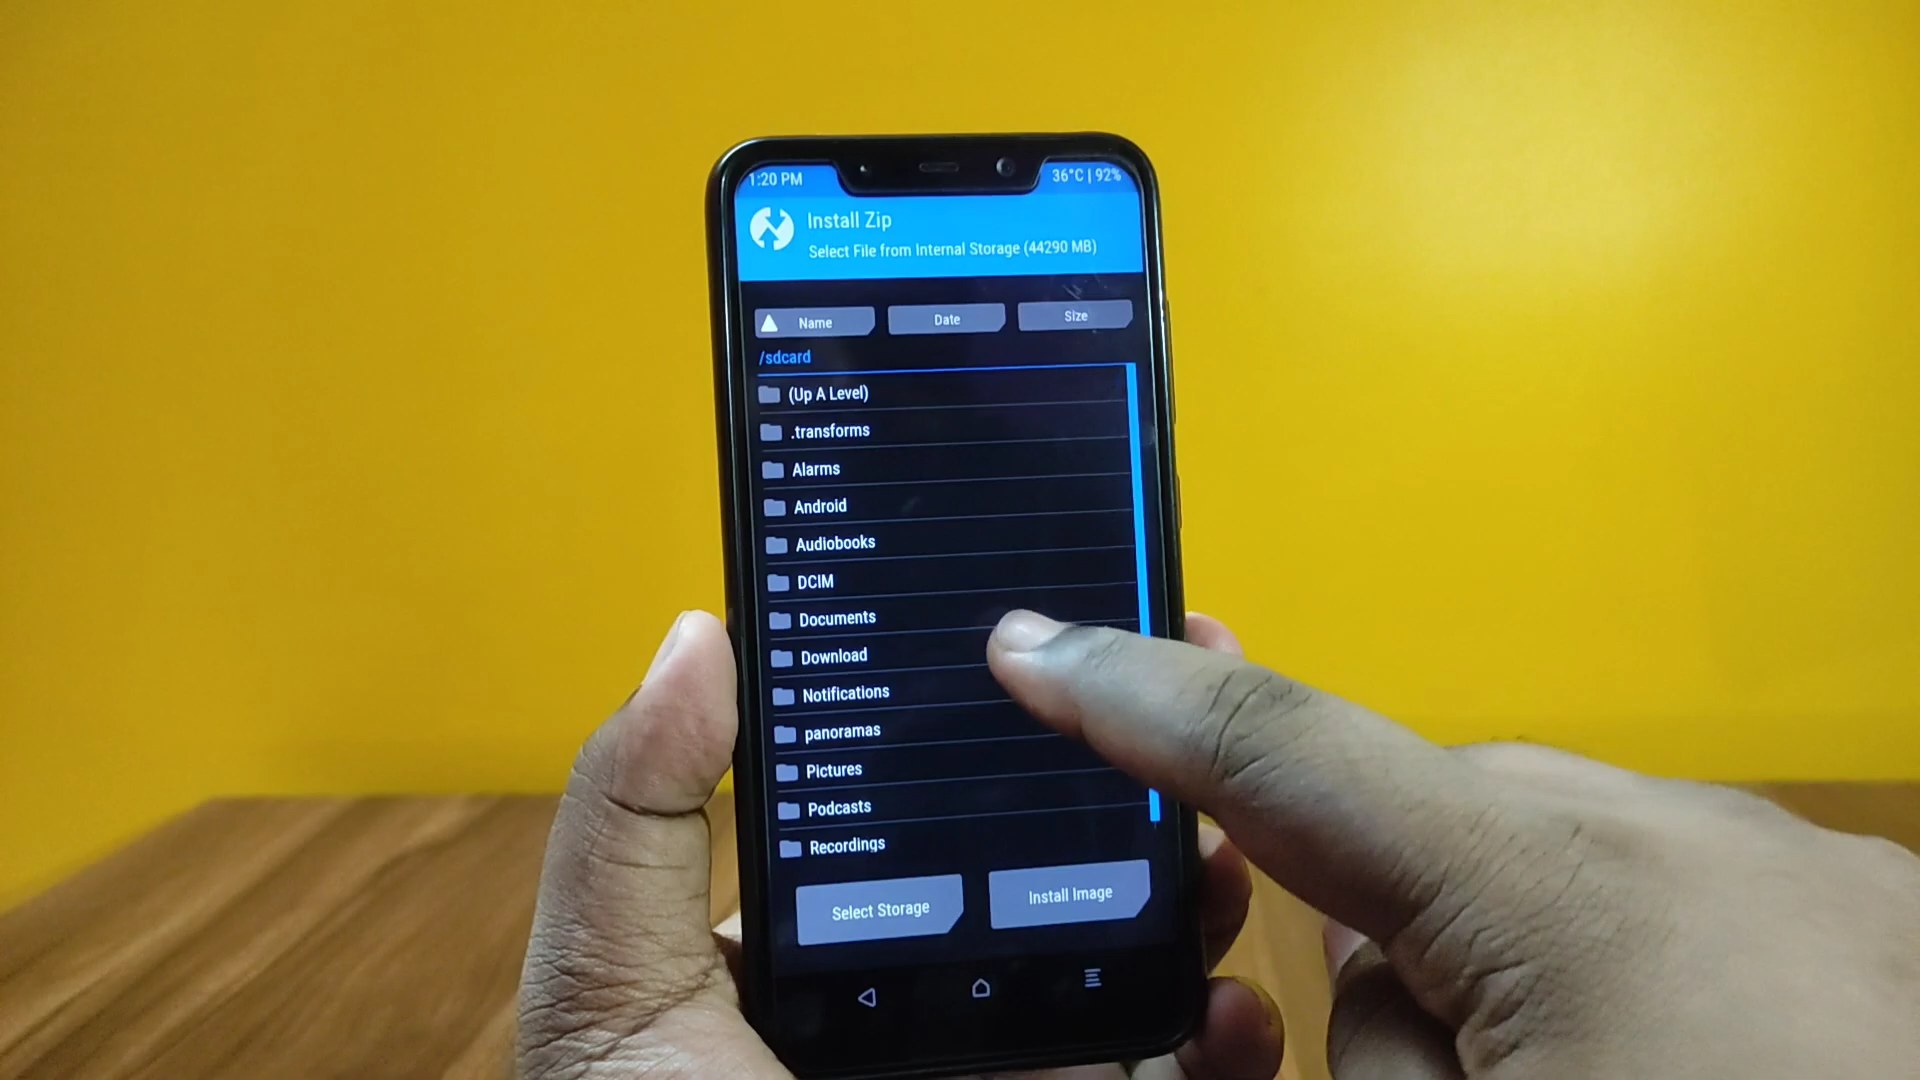 1:20 PM
36°C | 92%
Install Zip
Select File from Internal Storage (44290 MB)
Name
Date
Size
/sdcard
(Up A Level)
.transforms
Alarms
Android
Audiobooks
DCIM
Documents
Download
Notifications
panoramas
Pictures
Podcasts
Recordings
Select Storage
Install Image